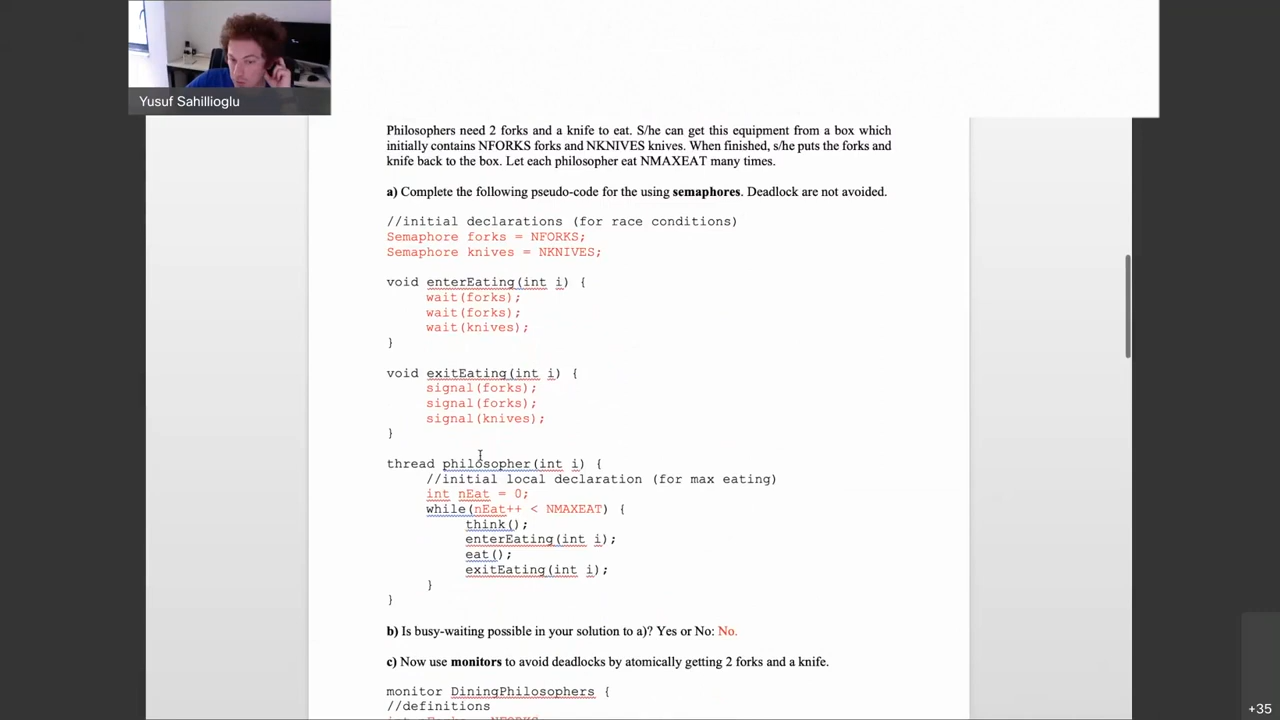 Yusuf Sahillioglu
Philosophers need 2 forks and a knife to eat. S/he can get this equipment from a box which
initially contains NFORKS forks and NKNIVES knives. When finished, s/he puts the forks and
knife back to the box. Let each philosopher eat NMAXEAT many times.
a) Complete the following pseudo-code for the using semaphores. Deadlock are not avoided.
//initial declarations (for race conditions)
Semaphore forks = NFORKS;
Semaphore knives = NKNIVES;
void enterEating(int i) {
wait(forks);
wait(forks);
wait(knives);
}
void exitEating(int i) {
signal(forks);
signal(forks);
signal(knives);
}
thread philosopher(int i) {
//initial local declaration (for max eating)
int nEat = 0;
while(nEat++ < NMAXEAT) {
think();
enterEating(int i);
eat();
exitEating(int i);
}
}
b) Is busy-waiting possible in your solution to a)? Yes or No: No.
c) Now use monitors to avoid deadlocks by atomically getting 2 forks and a knife.
monitor DiningPhilosophers {
//definitions
+35